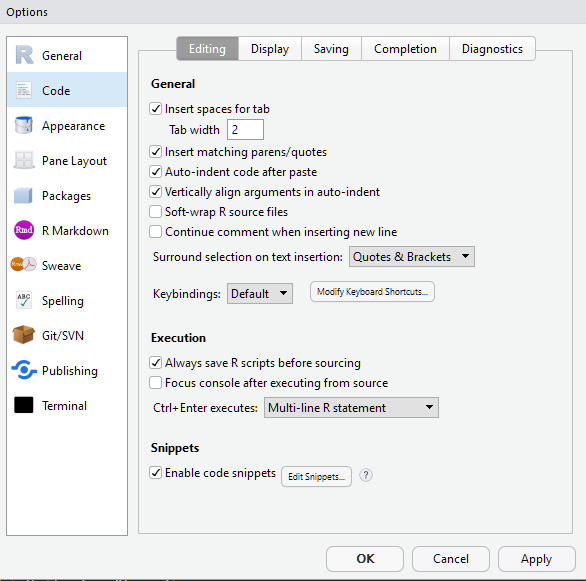 Options
R General
Code
Appearance
Pane Layout
Packages
Rmd R Markdown
Sweave
ABC Spelling
Git/SVN
Publishing
Terminal
Editing Display Saving Completion Diagnostics
General
Insert spaces for tab
Tab width 2
Insert matching parens/quotes
Auto-indent code after paste
Vertically align arguments in auto-indent
Soft-wrap R source files
Continue comment when inserting new line
Surround selection on text insertion: Quotes & Brackets
Keybindings: Default Modify Keyboard Shortcuts...
Execution
Always save R scripts before sourcing
Focus console after executing from source
Ctrl+Enter executes: Multi-line R statement
Snippets
Enable code snippets Edit Snippets... ?
OK Cancel Apply